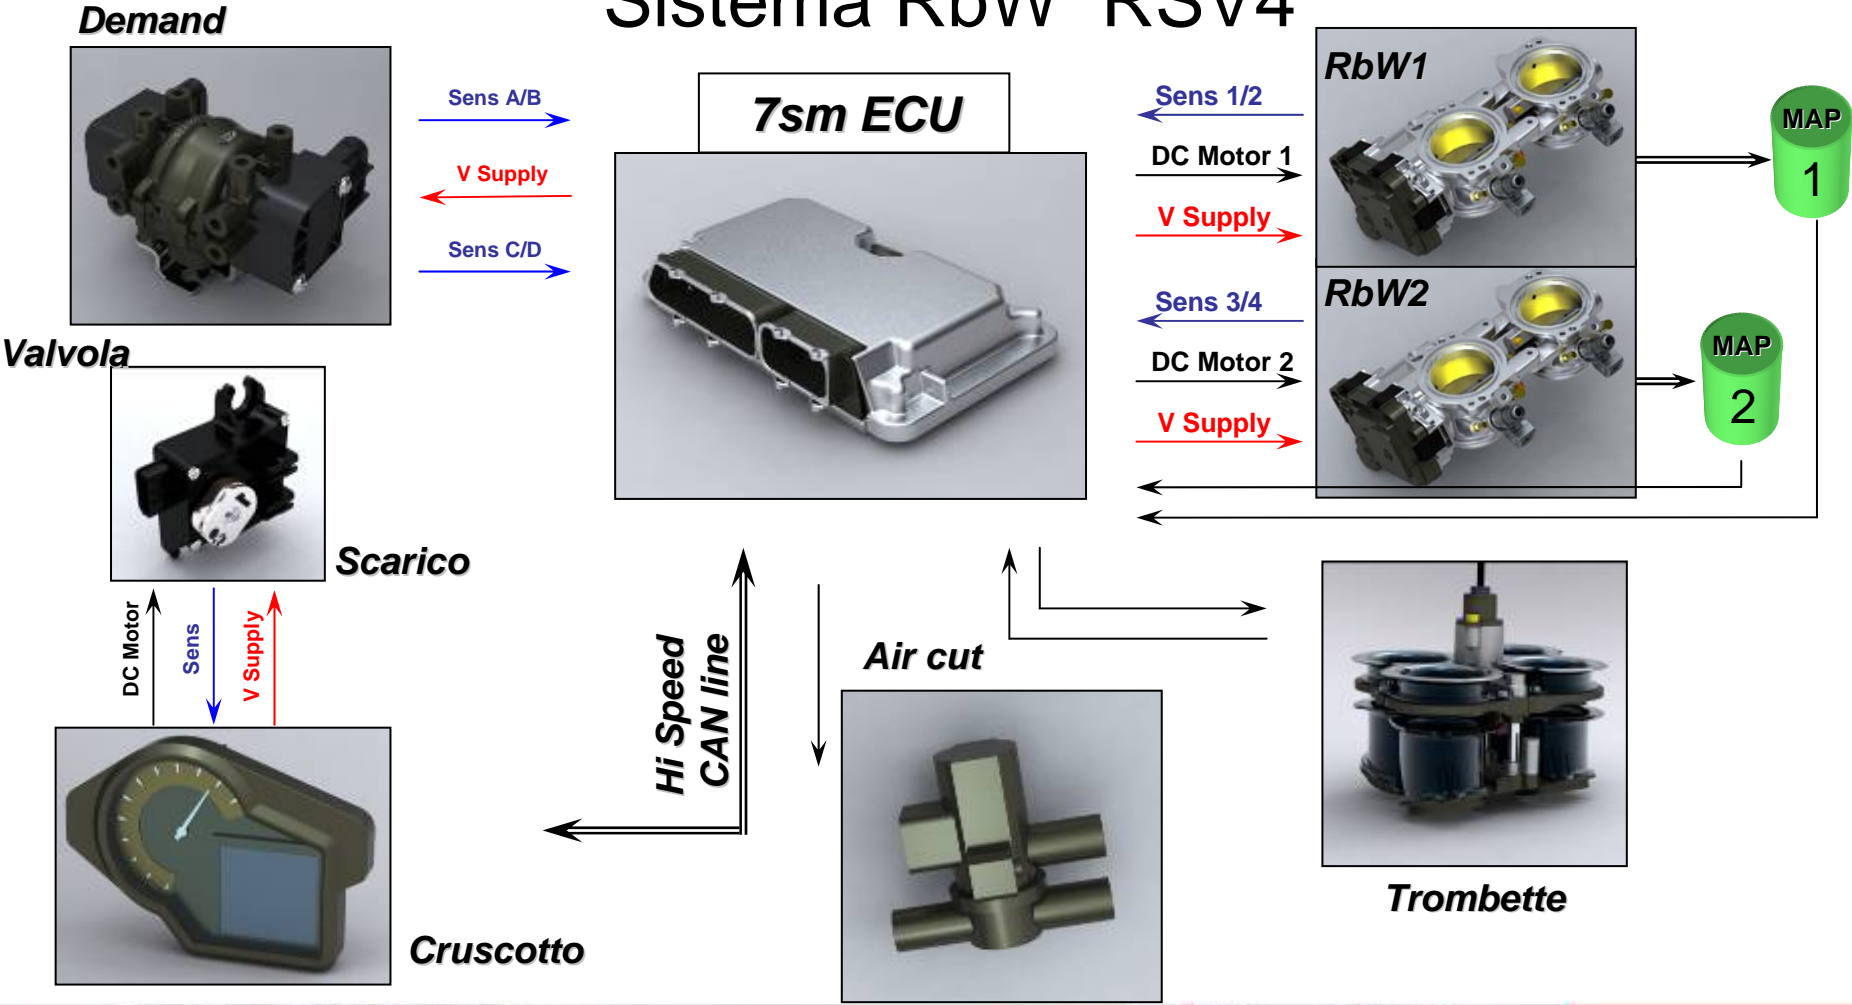 Sistema RbW RSV4
Demand
Sens A/B
V Supply
Sens C/D
7sm ECU
Sens 1/2
DC Motor 1
V Supply
RbW1
MAP
1
Sens 3/4
DC Motor 2
V Supply
RbW2
MAP
2
Valvola
Scarico
DC Motor
Sens
V Supply
Cruscotto
Hi Speed
CAN line
Air cut
Trombette